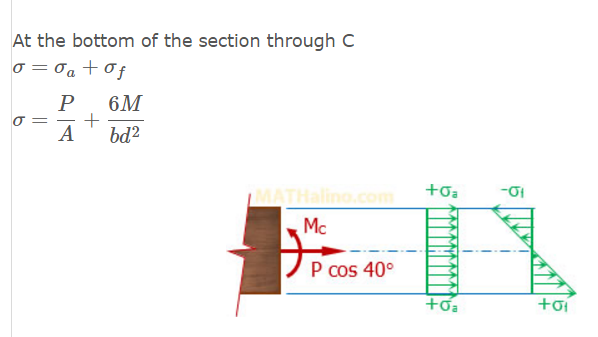 At the bottom of the section through C
σ = σₐ + σ_f
σ = P/A + 6M/bd²
MATHalino.com
+σₐ
-σf
Mc
P cos 40°
+σₐ
+σf